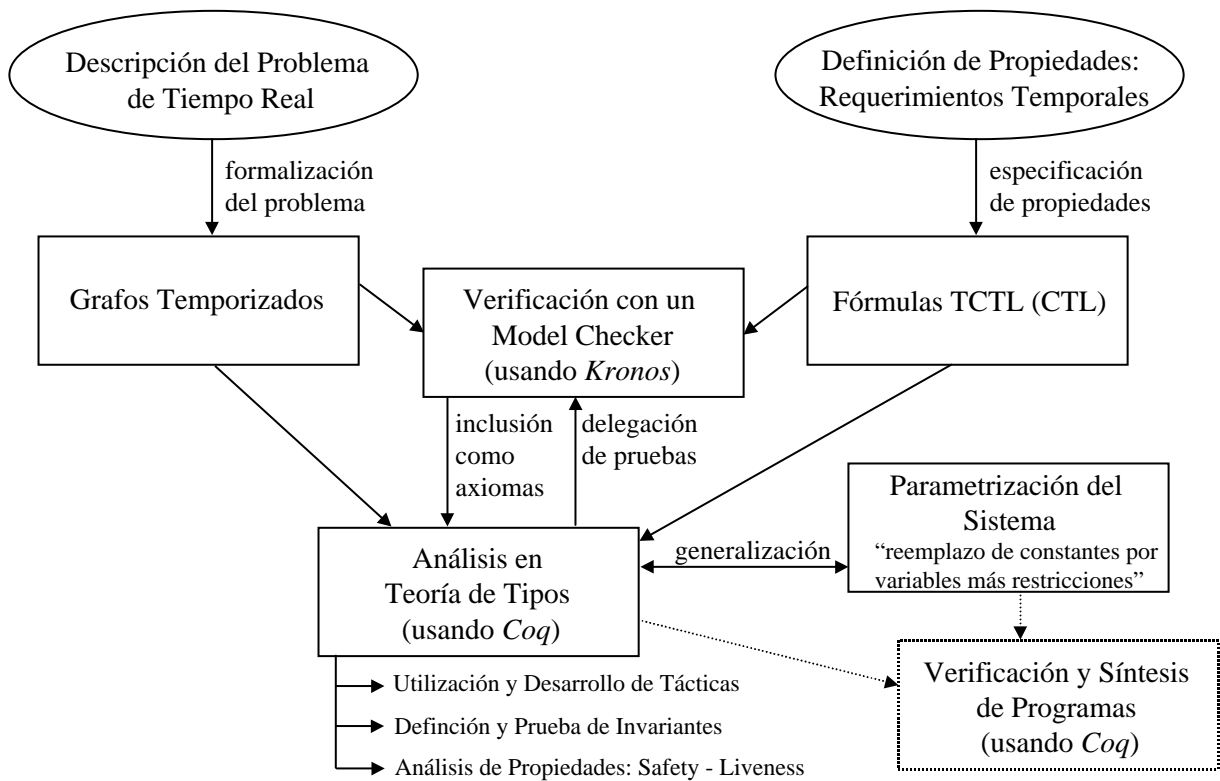 Descripción del Problema
de Tiempo Real
Definición de Propiedades:
Requerimientos Temporales
formalización
del problema
especificación
de propiedades
Grafos Temporizados
Verificación con un
Model Checker
(usando Kronos)
Fórmulas TCTL (CTL)
inclusión
como
axiomas
delegación
de pruebas
Análisis en
Teoría de Tipos
(usando Coq)
generalización
Parametrización del
Sistema
“reemplazo de constantes por
variables más restricciones”
Verificación y Síntesis
de Programas
(usando Coq)
Utilización y Desarrollo de Tácticas
Definción y Prueba de Invariantes
Análisis de Propiedades: Safety - Liveness